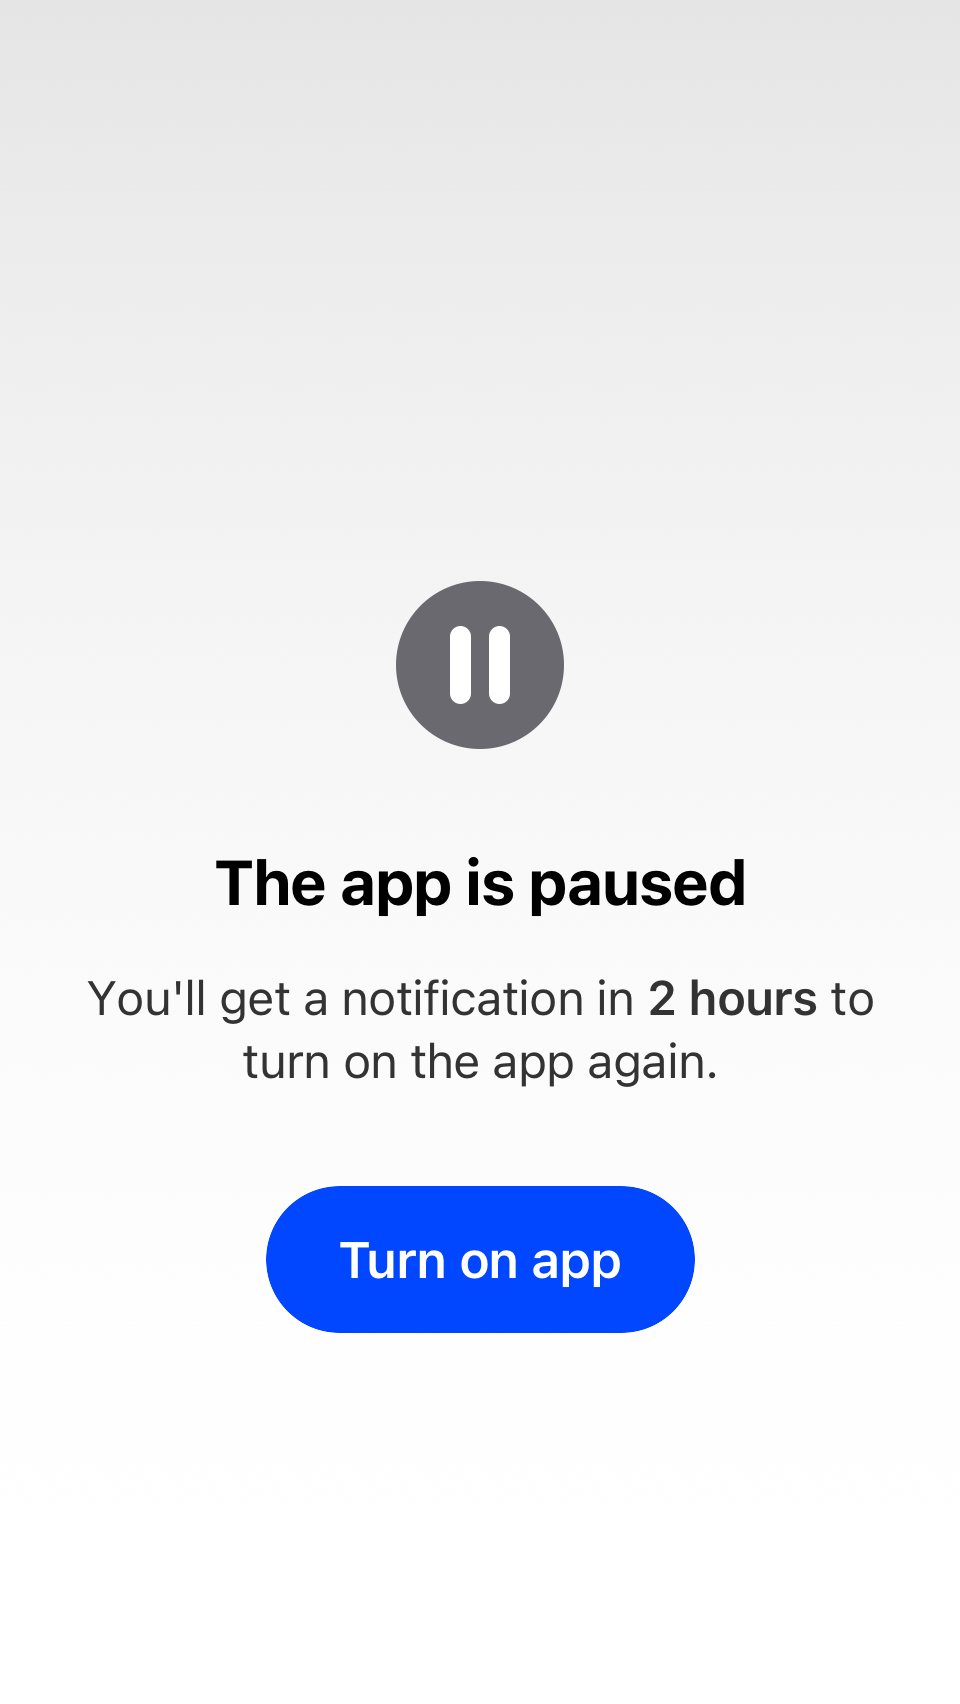 The app is paused
You'll get a notification in 2 hours to
turn on the app again.
Turn on app